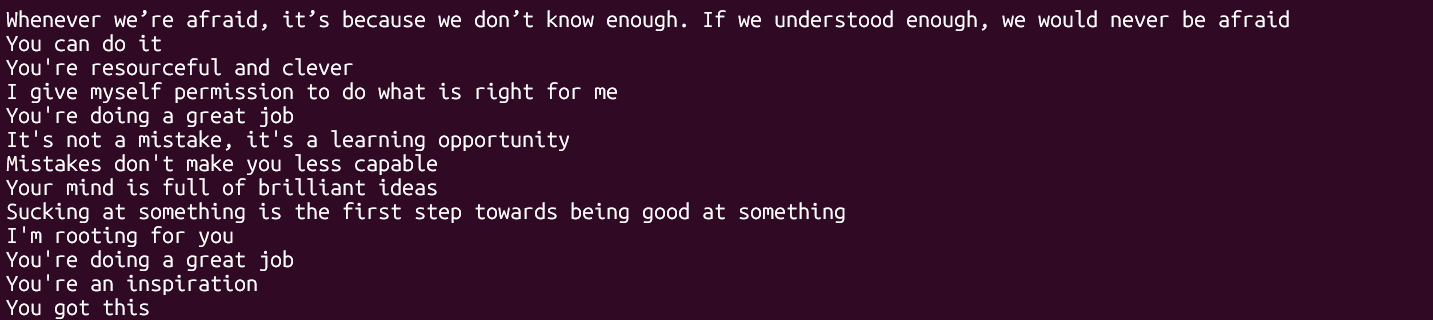 Whenever we’re afraid, it’s because we don’t know enough. If we understood enough, we would never be afraid
You can do it
You're resourceful and clever
I give myself permission to do what is right for me
You're doing a great job
It's not a mistake, it's a learning opportunity
Mistakes don't make you less capable
Your mind is full of brilliant ideas
Sucking at something is the first step towards being good at something
I'm rooting for you
You're doing a great job
You're an inspiration
You got this